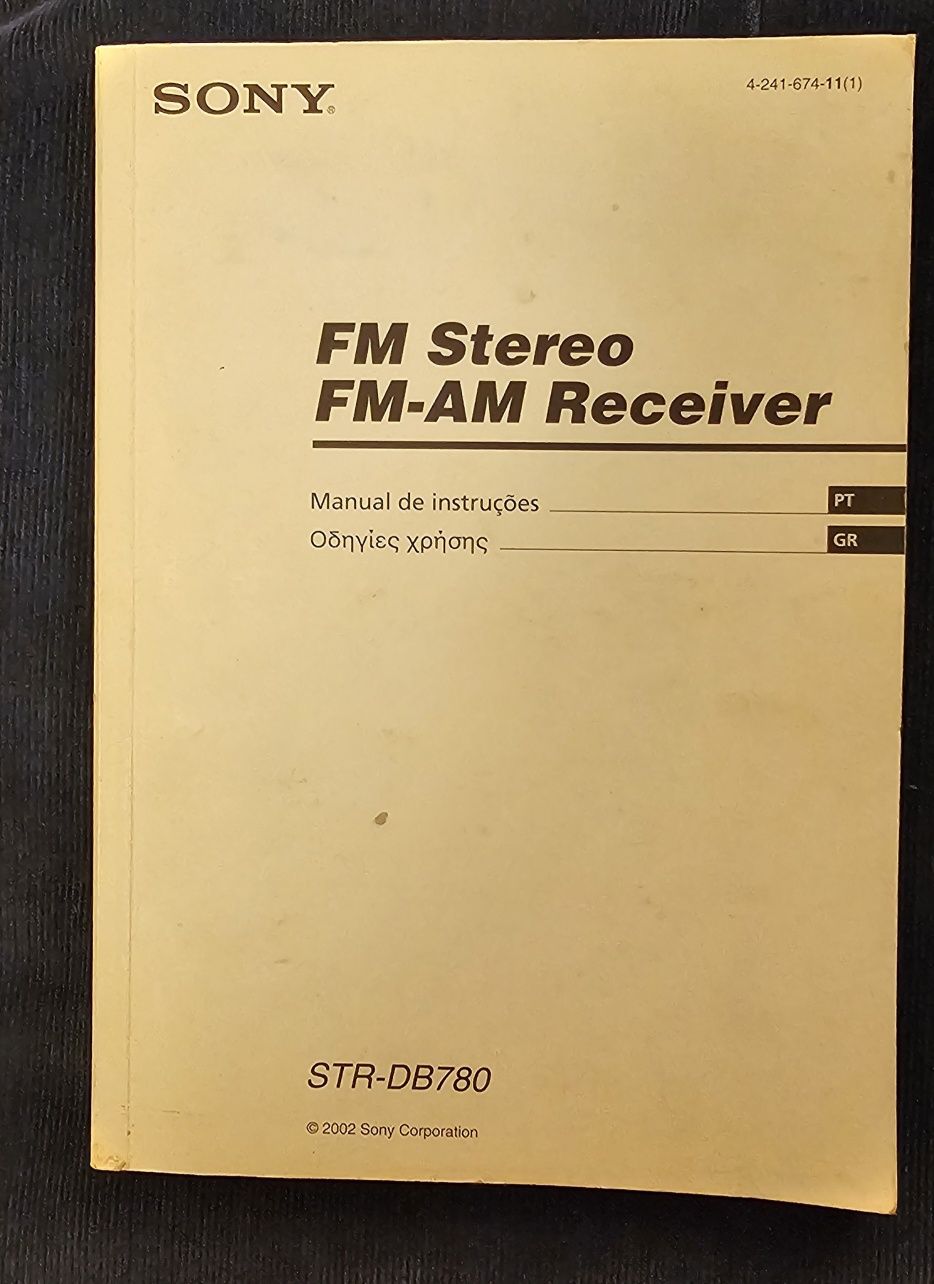 SONY®
4-241-674-11(1)
FM Stereo
FM-AM Receiver
Manual de instruções PT
Οδηγίες χρήσης GR
STR-DB780
© 2002 Sony Corporation